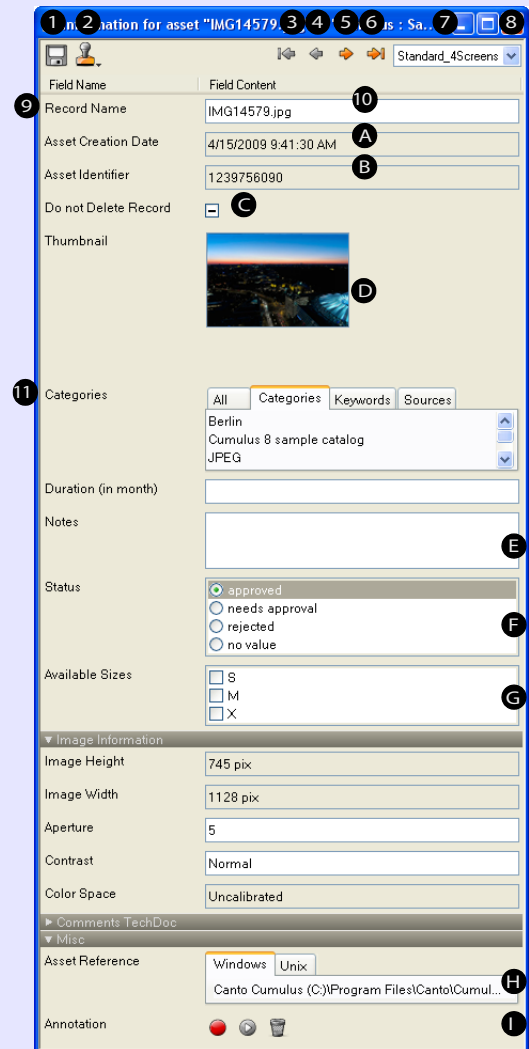 1 2 3 4 5 6 7 8
mation for asset "IMG14579. us : Sa..
Standard_4Screens
Field Name Field Content
9 Record Name IMG14579.jpg 10
Asset Creation Date 4/15/2009 9:41:30 AM A
Asset Identifier 1239756090 B
Do not Delete Record C
Thumbnail D
11 Categories All Categories Keywords Sources
Berlin
Cumulus 8 sample catalog
JPEG
Duration (in month)
Notes E
Status approved
needs approval
rejected F
no value
Available Sizes S
M G
X
Image Information
Image Height 745 pix
Image Width 1128 pix
Aperture 5
Contrast Normal
Color Space Uncalibrated
Comments TechDoc
Misc
Asset Reference Windows Unix
Canto Cumulus (C:)\Program Files\Canto\Cumul... H
Annotation I